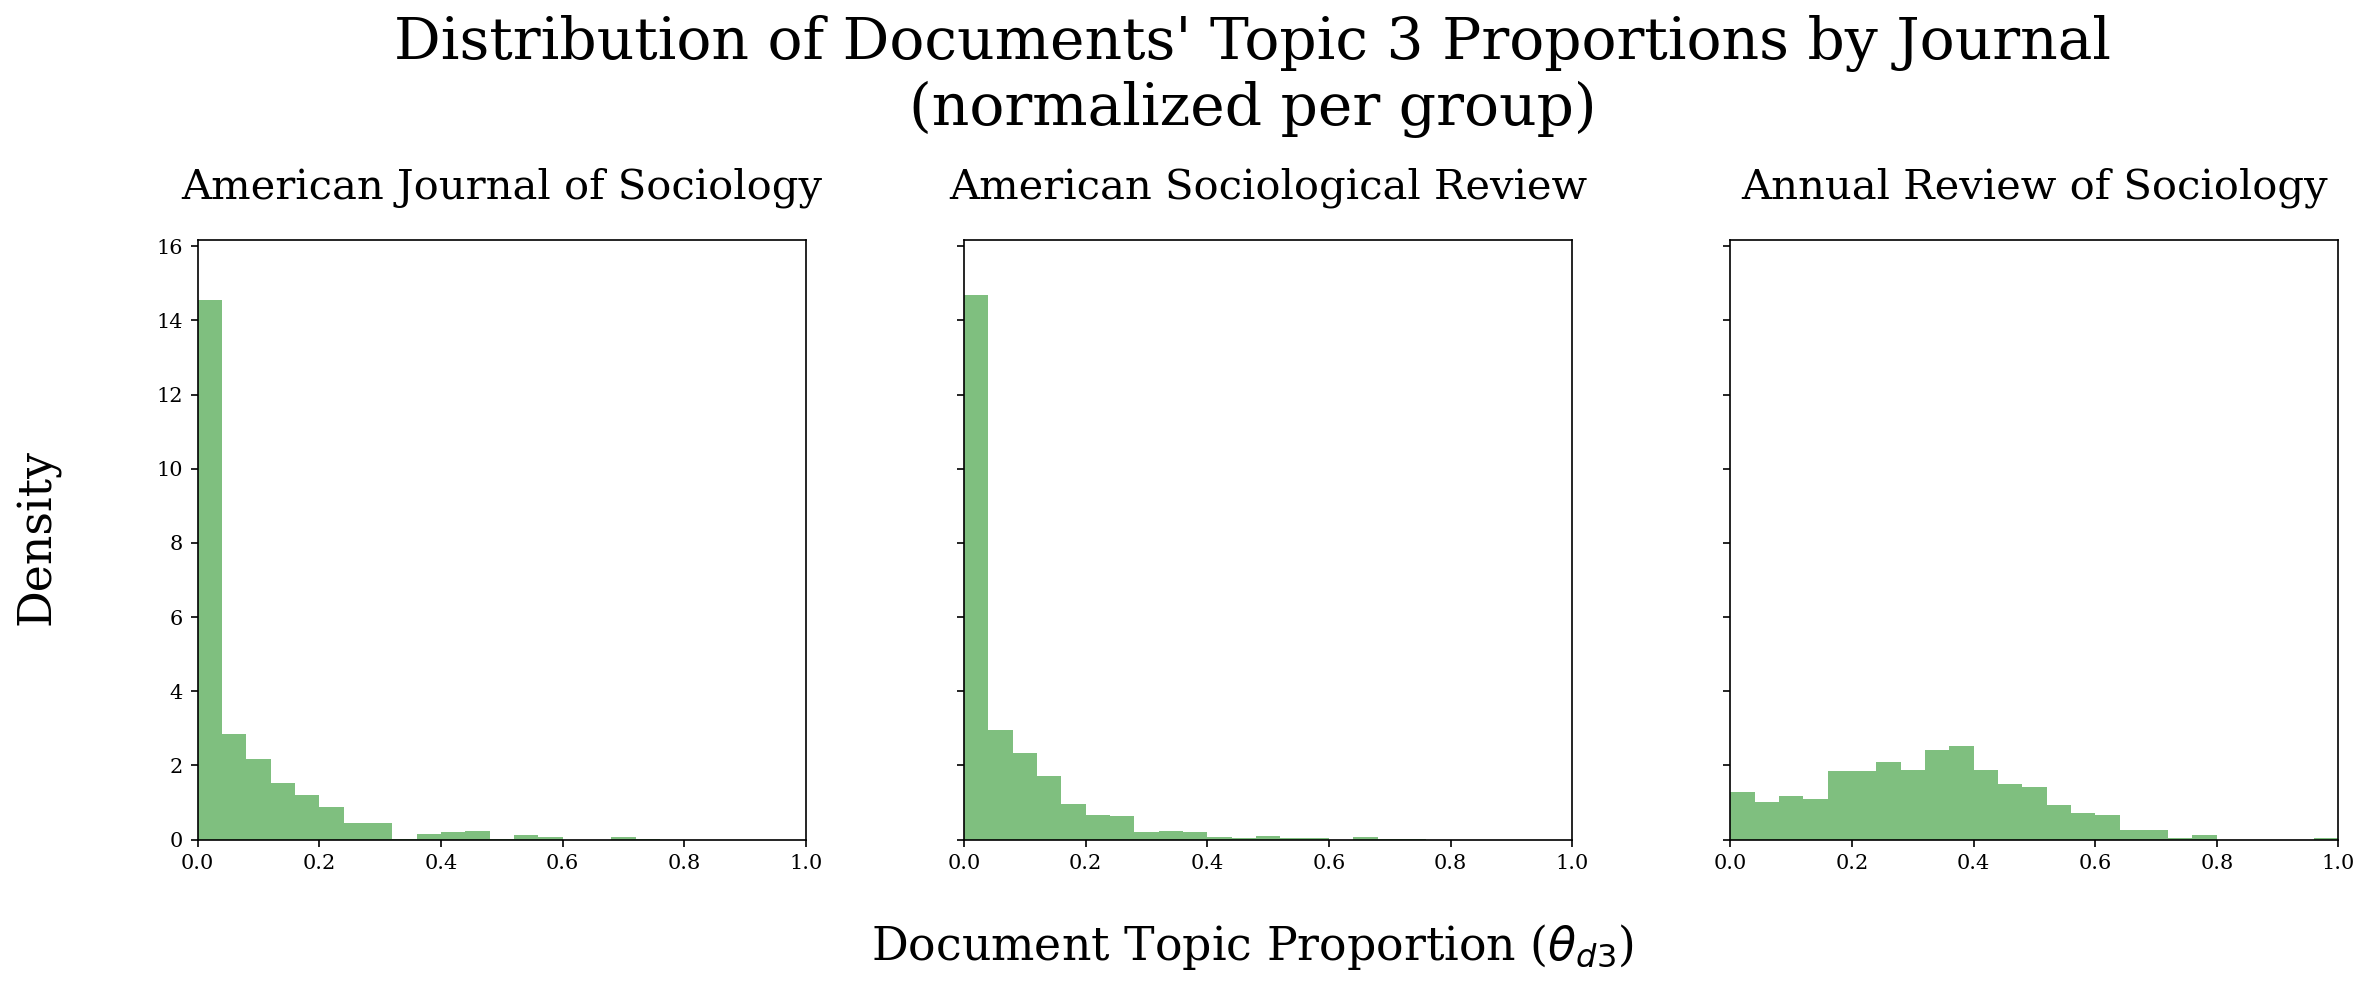 Distribution of Documents' Topic 3 Proportions by Journal
(normalized per group)
American Journal of Sociology
American Sociological Review
Annual Review of Sociology
Density
16
14
12
10
8
6
4
2
0
0.0 0.2 0.4 0.6 0.8 1.0
0.0 0.2 0.4 0.6 0.8 1.0
0.0 0.2 0.4 0.6 0.8 1.0
Document Topic Proportion (θd3)